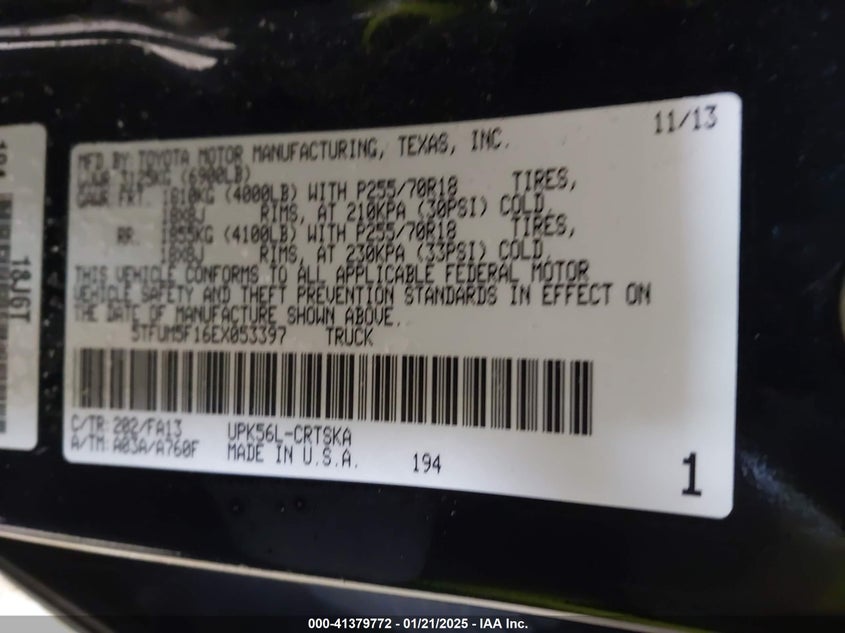 11/13
MFD.BY:TOYOTA MOTOR MANUFACTURING, TEXAS, INC.
GVWR 3125KG (6900LB)
GAWR FRT. 1810KG (4000LB) WITH P255/70R18 TIRES,
18X8J RIMS, AT 210KPA (30PSI) COLD.
RR. 1855KG (4100LB) WITH P255/70R18 TIRES,
18X8J RIMS, AT 230KPA (33PSI) COLD.
THIS VEHICLE CONFORMS TO ALL APPLICABLE FEDERAL MOTOR
VEHICLE SAFETY AND THEFT PREVENTION STANDARDS IN EFFECT ON
THE DATE OF MANUFACTURE SHOWN ABOVE.
5TFUM5F16EX053397 TRUCK
C/TR: 202/FA13 UPK56L-CRTSKA
A/TM: A03A/A760F MADE IN U.S.A. 194
1
18J6T
000-41379772 - 01/21/2025 - IAA Inc.